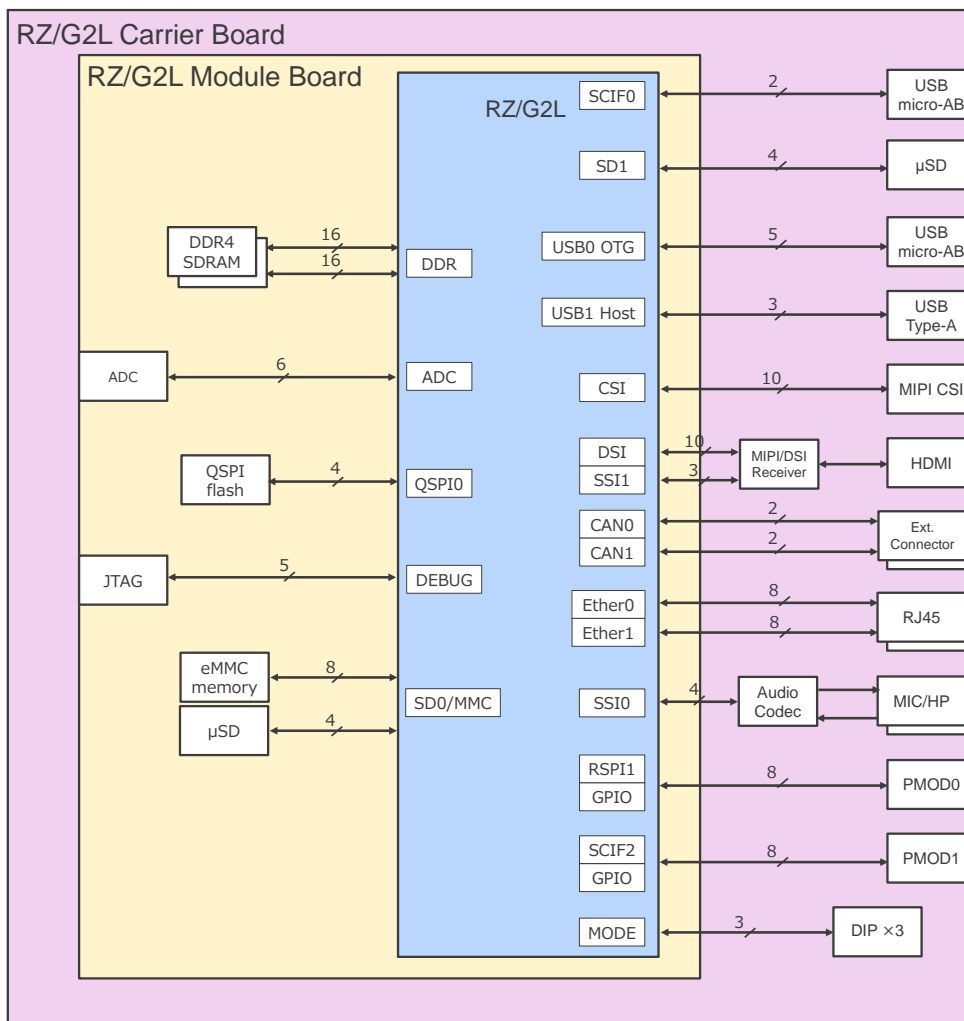 RZ/G2L Carrier Board
RZ/G2L Module Board
RZ/G2L
DDR4
SDRAM
16
16
DDR
ADC
6
ADC
QSPI
flash
4
QSPI0
JTAG
5
DEBUG
eMMC
memory
8
µSD
4
SD0/MMC
SCIF0
2
USB
micro-AB
SD1
4
µSD
USB0 OTG
5
USB
micro-AB
USB1 Host
3
USB
Type-A
CSI
10
MIPI CSI
DSI
10
SSI1
3
MIPI/DSI
Receiver
HDMI
CAN0
2
CAN1
2
Ext.
Connector
Ether0
8
Ether1
8
RJ45
SSI0
4
Audio
Codec
MIC/HP
RSPI1
GPIO
8
PMOD0
SCIF2
GPIO
8
PMOD1
MODE
3
DIP ×3